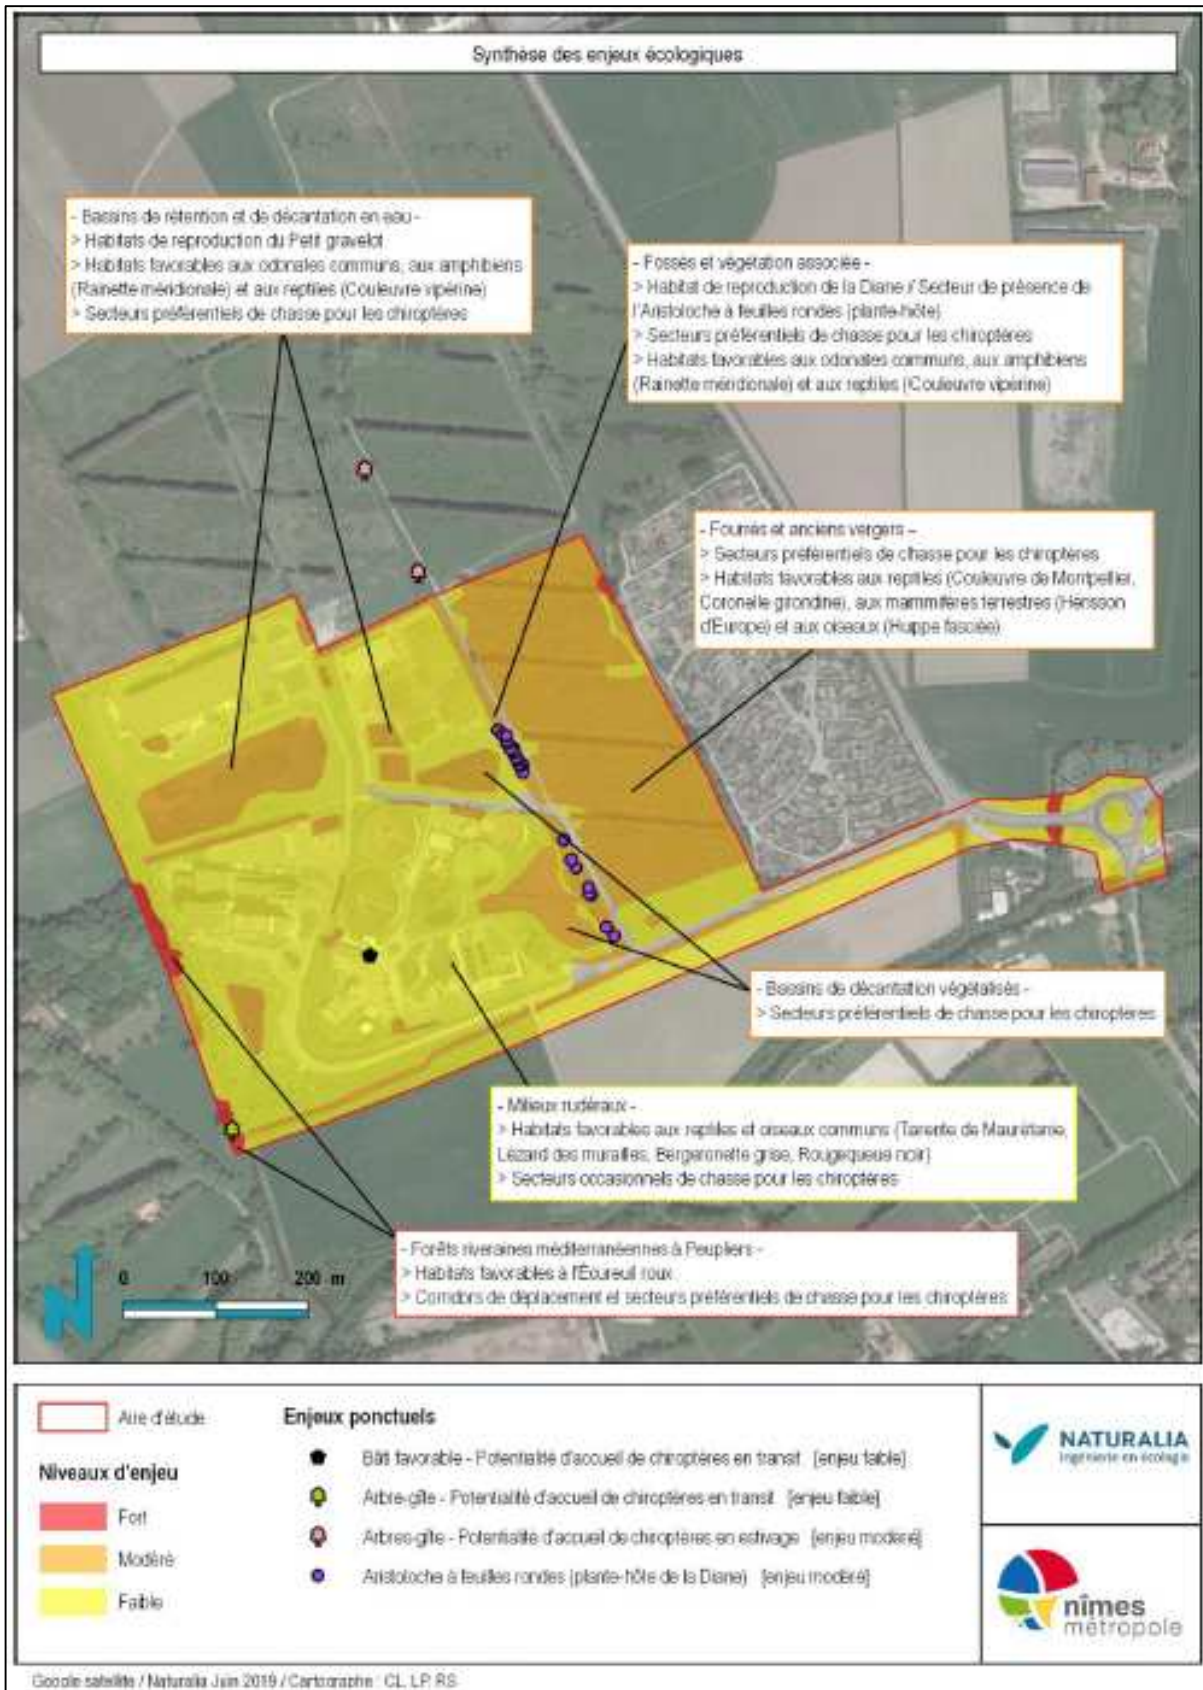 Synthèse des enjeux écologiques
- Bassins de rétention et de décantation en eau -
> Habitats de reproduction du Petit gravelot
> Habitats favorables aux odonates communs, aux amphibiens
(Rainette méridionale) et aux reptiles (Couleuvre vipérine)
> Secteurs préférentiels de chasse pour les chiroptères
- Fossés et végétation associée -
> Habitat de reproduction de la Diane / Secteur de présence de
l'Aristoloche à feuilles rondes (plante-hôte)
> Secteurs préférentiels de chasse pour les chiroptères
> Habitats favorables aux odonates communs, aux amphibiens
(Rainette méridionale) et aux reptiles (Couleuvre vipérine)
- Fourrés et anciens vergers -
> Secteurs préférentiels de chasse pour les chiroptères
> Habitats favorables aux reptiles (Couleuvre de Montpellier,
Coronelle girondine), aux mammifères terrestres (Hérisson
d'Europe) et aux oiseaux (Huppe fasciée)
- Bassins de décantation végétalisés -
> Secteurs préférentiels de chasse pour les chiroptères
- Milieux rudéraux -
> Habitats favorables aux reptiles et oiseaux communs (Tarente de Maurétanie,
Lézard des murailles, Bergeronnette grise, Rougequeue noir)
> Secteurs occasionnels de chasse pour les chiroptères
- Forêts riveraines méditerranéennes à Peupliers -
> Habitats favorables à l'Écureuil roux
> Corridors de déplacement et secteurs préférentiels de chasse pour les chiroptères
N
0 100 200 m
Aire d'étude
Niveaux d'enjeu
Fort
Modéré
Faible
Enjeux ponctuels
Bâti favorable - Potentialité d'accueil de chiroptères en transit [enjeu faible]
Arbre-gîte - Potentialité d'accueil de chiroptères en transit [enjeu faible]
Arbres-gîte - Potentialité d'accueil de chiroptères en estivage [enjeu modéré]
Aristoloche à feuilles rondes (plante-hôte de la Diane) [enjeu modéré]
NATURALIA
Ingénierie en écologie
nîmes
métropole
Google satellite / Naturalia Juin 2019 / Cartographe : CL, LP, RS